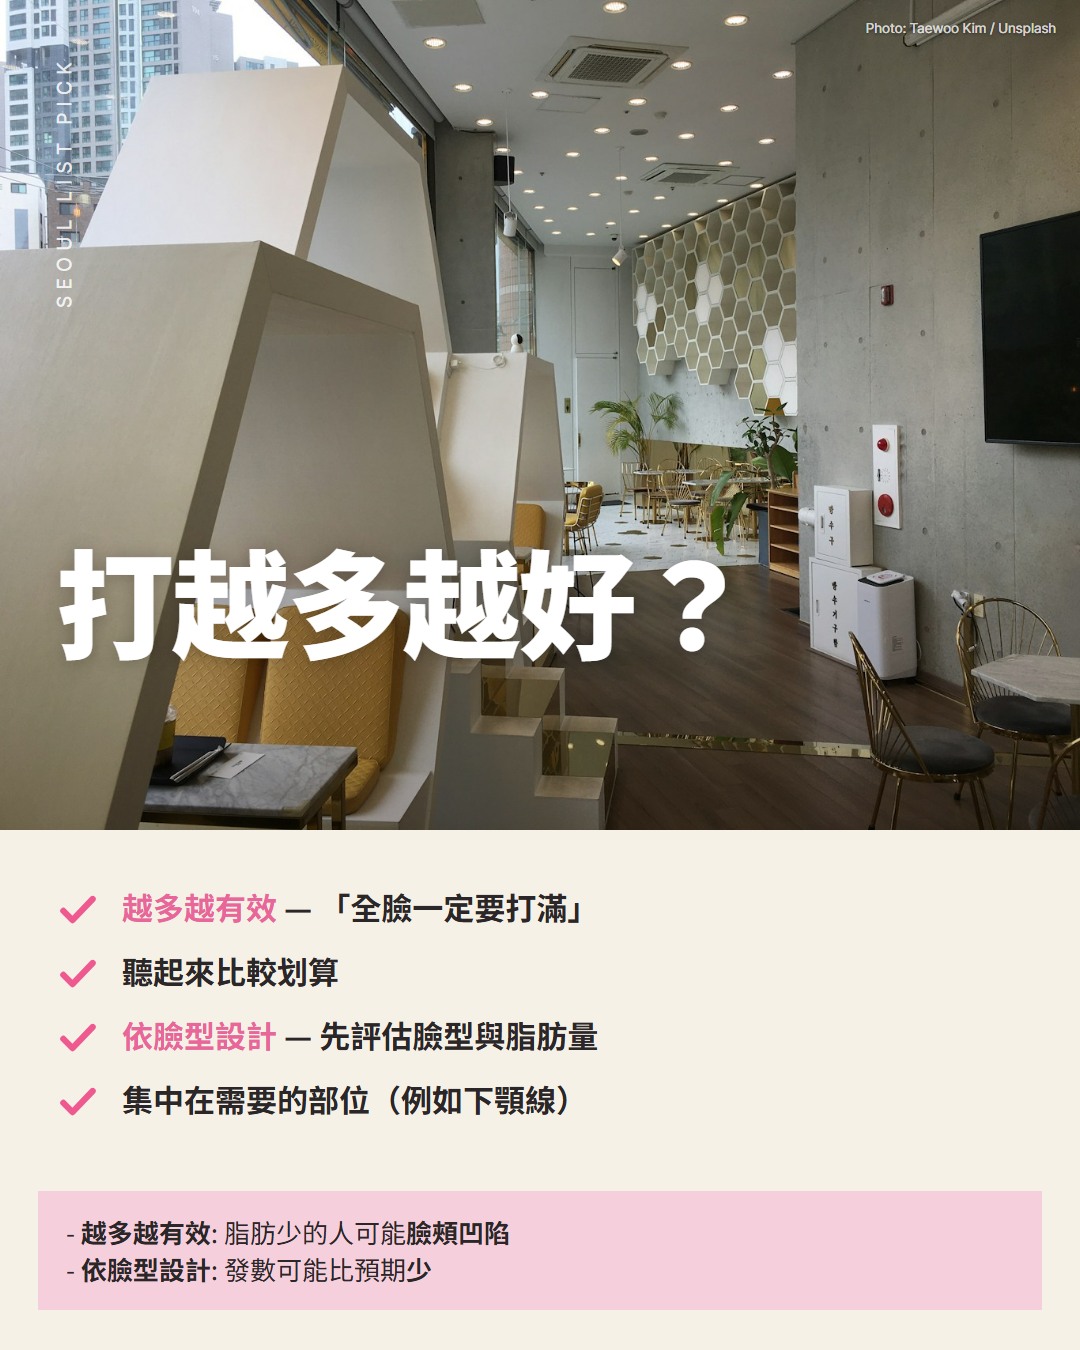 Photo: Taewoo Kim / Unsplash
SEOULLIST PICK
打越多越好？
越多越有效 — 「全臉一定要打滿」
聽起來比較划算
依臉型設計 — 先評估臉型與脂肪量
集中在需要的部位（例如下顎線）
- 越多越有效: 脂肪少的人可能臉頰凹陷
- 依臉型設計: 發數可能比預期少